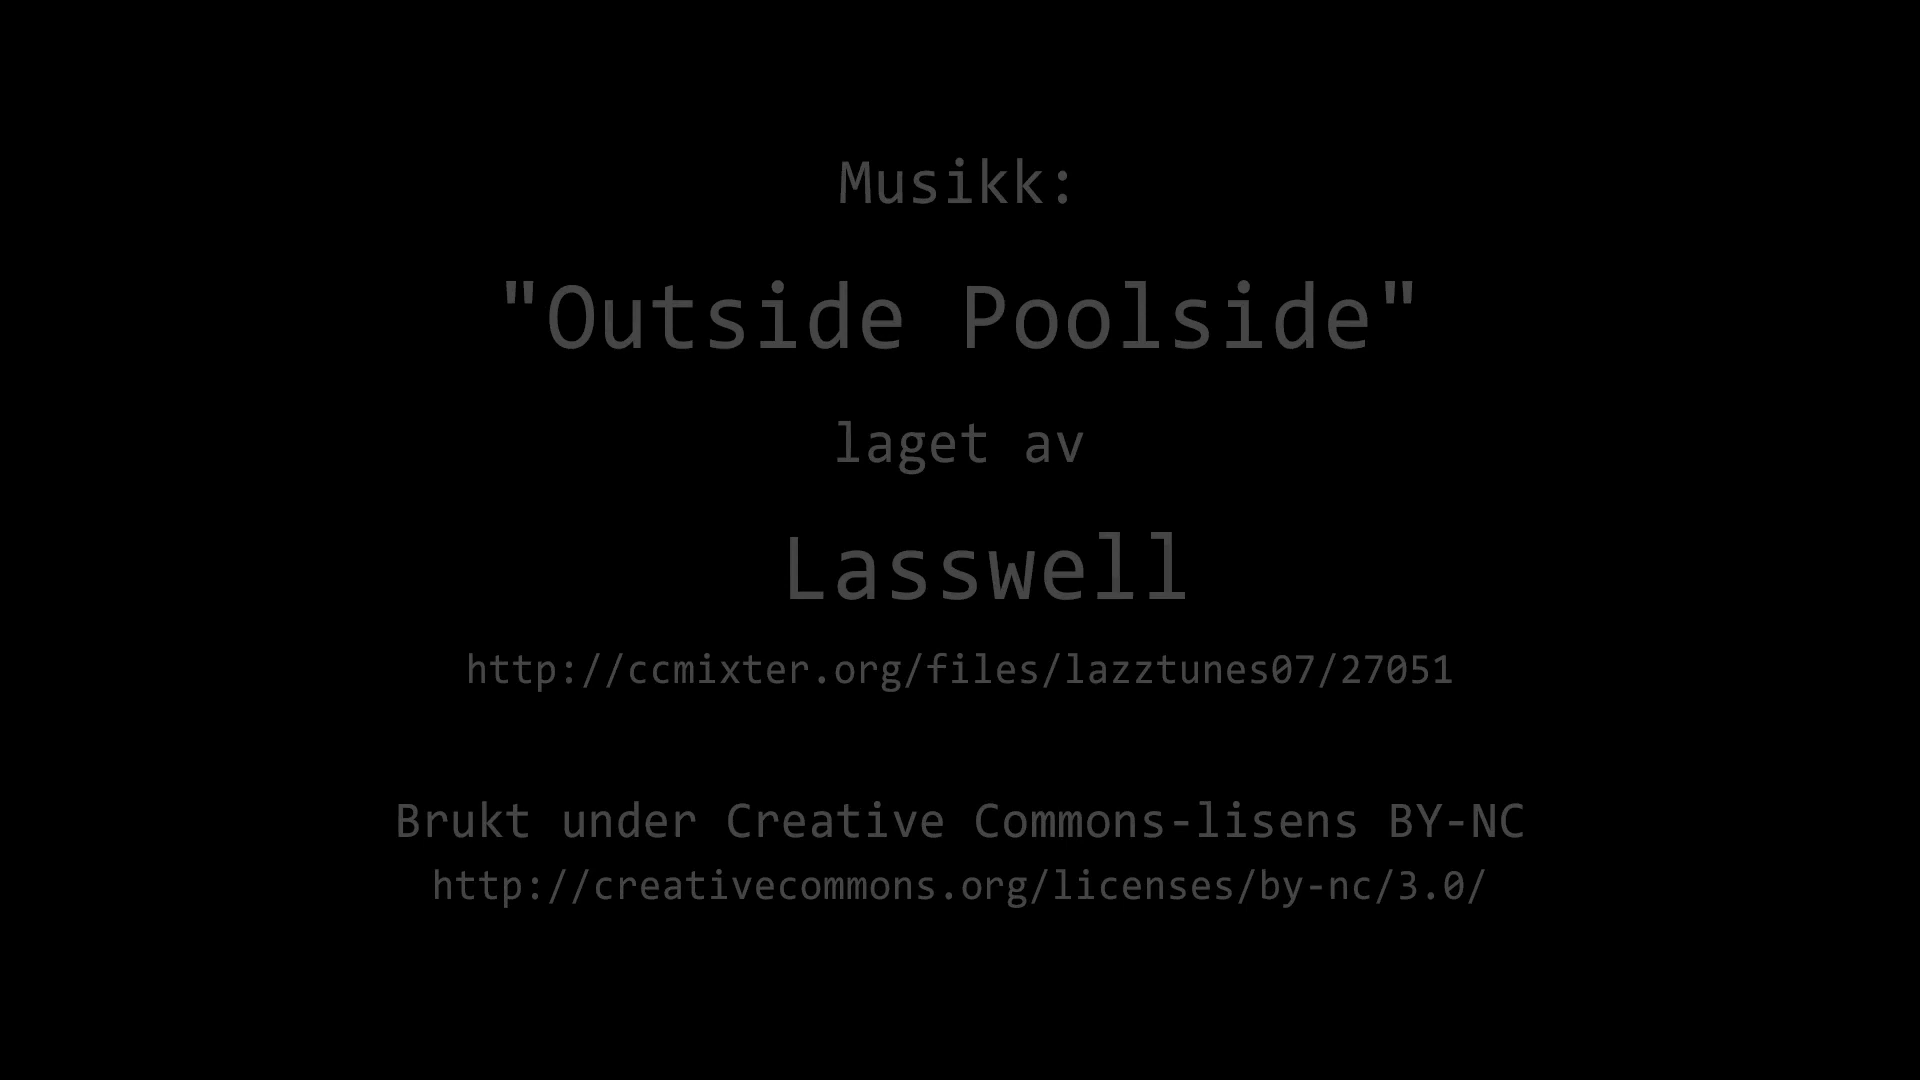 Musikk:
"Outside Poolside"
laget av
Lasswell
http://ccmixter.org/files/lazztunes07/27051
Brukt under Creative Commons-lisens BY-NC
http://creativecommons.org/licenses/by-nc/3.0/